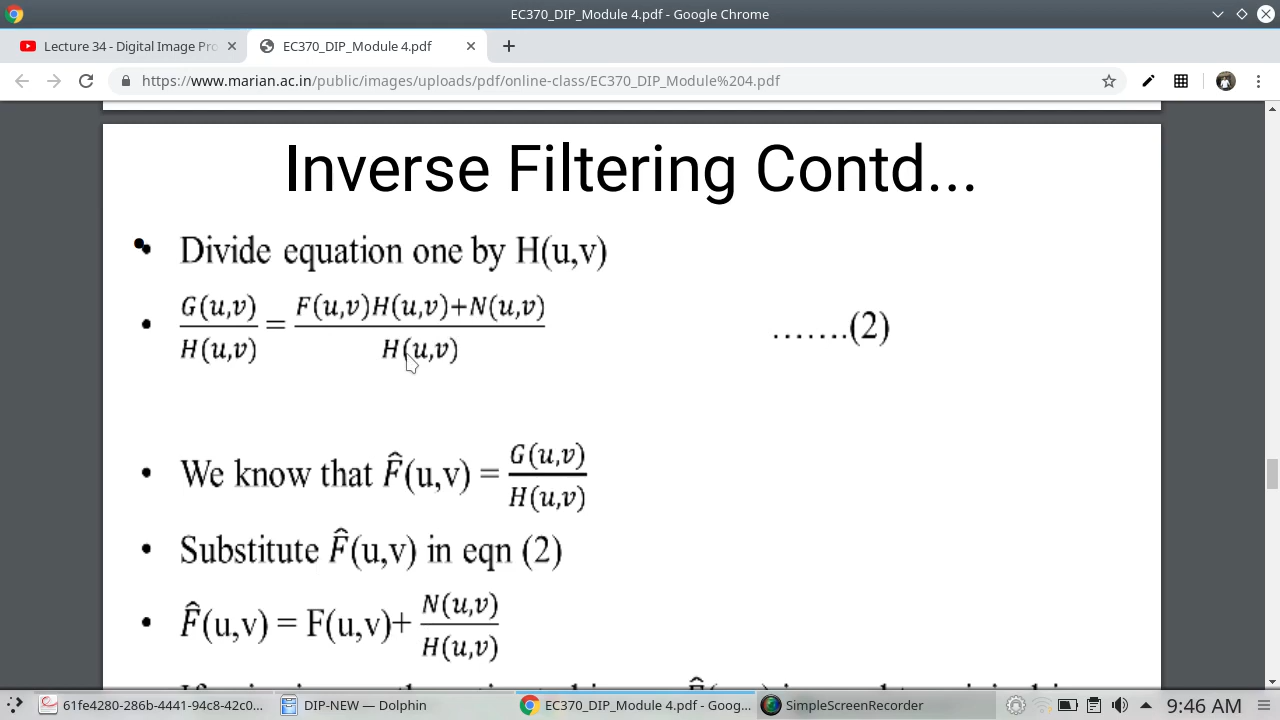 EC370_DIP_Module 4.pdf - Google Chrome
Lecture 34 - Digital Image Pro
EC370_DIP_Module 4.pdf
https://www.marian.ac.in/public/images/uploads/pdf/online-class/EC370_DIP_Module%204.pdf
Inverse Filtering Contd...
• Divide equation one by H(u,v)
• G(u,v)/H(u,v) = F(u,v)H(u,v)+N(u,v)/H(u,v) .......(2)
• We know that F̂(u,v) = G(u,v)/H(u,v)
• Substitute F̂(u,v) in eqn (2)
• F̂(u,v) = F(u,v)+ N(u,v)/H(u,v)
61fe42c0-286b-4441-94c8-42c0... DIP-NEW — Dolphin EC370_DIP_Module 4.pdf - Goog... SimpleScreenRecorder 9:46 AM